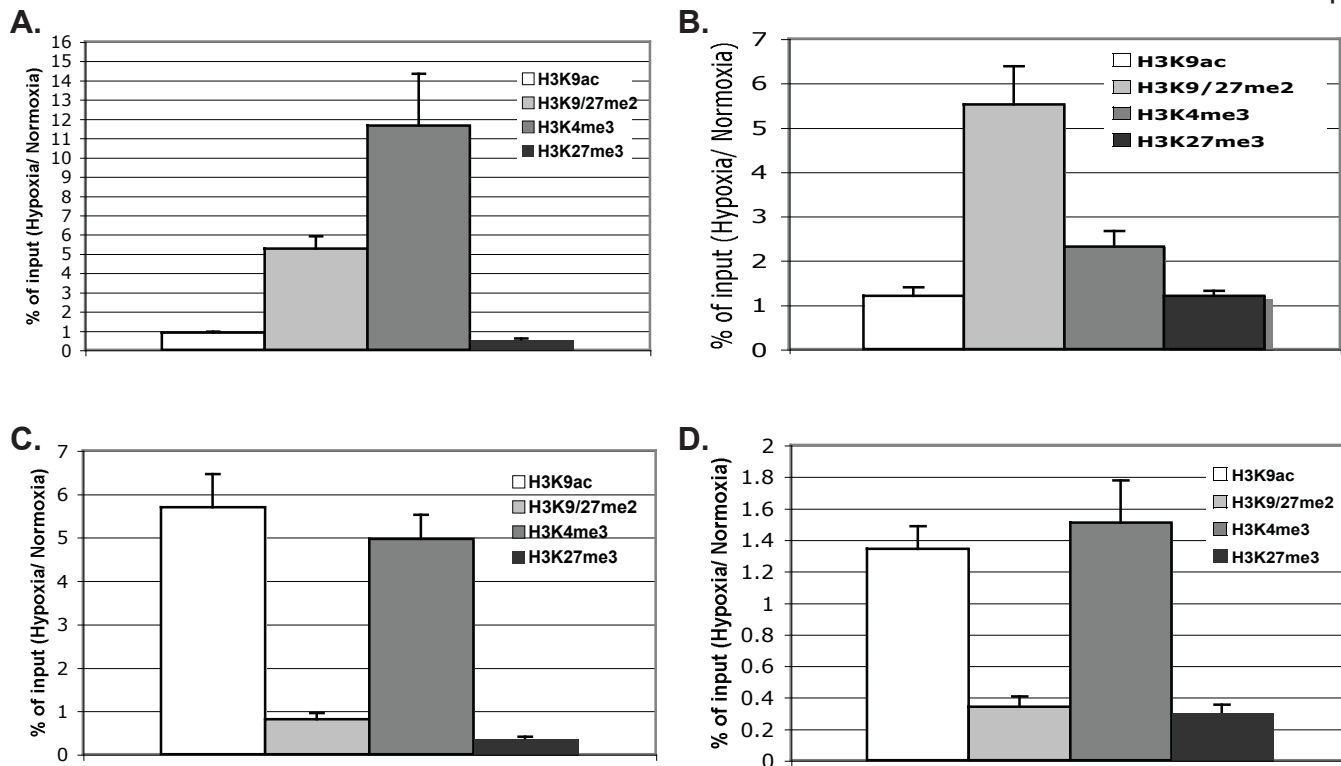 A.
% of input (Hypoxia/ Normoxia)
16
15
14
13
12
11
10
9
8
7
6
5
4
3
2
1
0
H3K9ac
H3K9/27me2
H3K4me3
H3K27me3
B.
% of input (Hypoxia/ Normoxia)
7
6
5
4
3
2
1
0
H3K9ac
H3K9/27me2
H3K4me3
H3K27me3
C.
% of input (Hypoxia/ Normoxia)
7
6
5
4
3
2
1
0
H3K9ac
H3K9/27me2
H3K4me3
H3K27me3
D.
% of input (Hypoxia/ Normoxia)
2
1.8
1.6
1.4
1.2
1
0.8
0.6
0.4
0.2
0
H3K9ac
H3K9/27me2
H3K4me3
H3K27me3